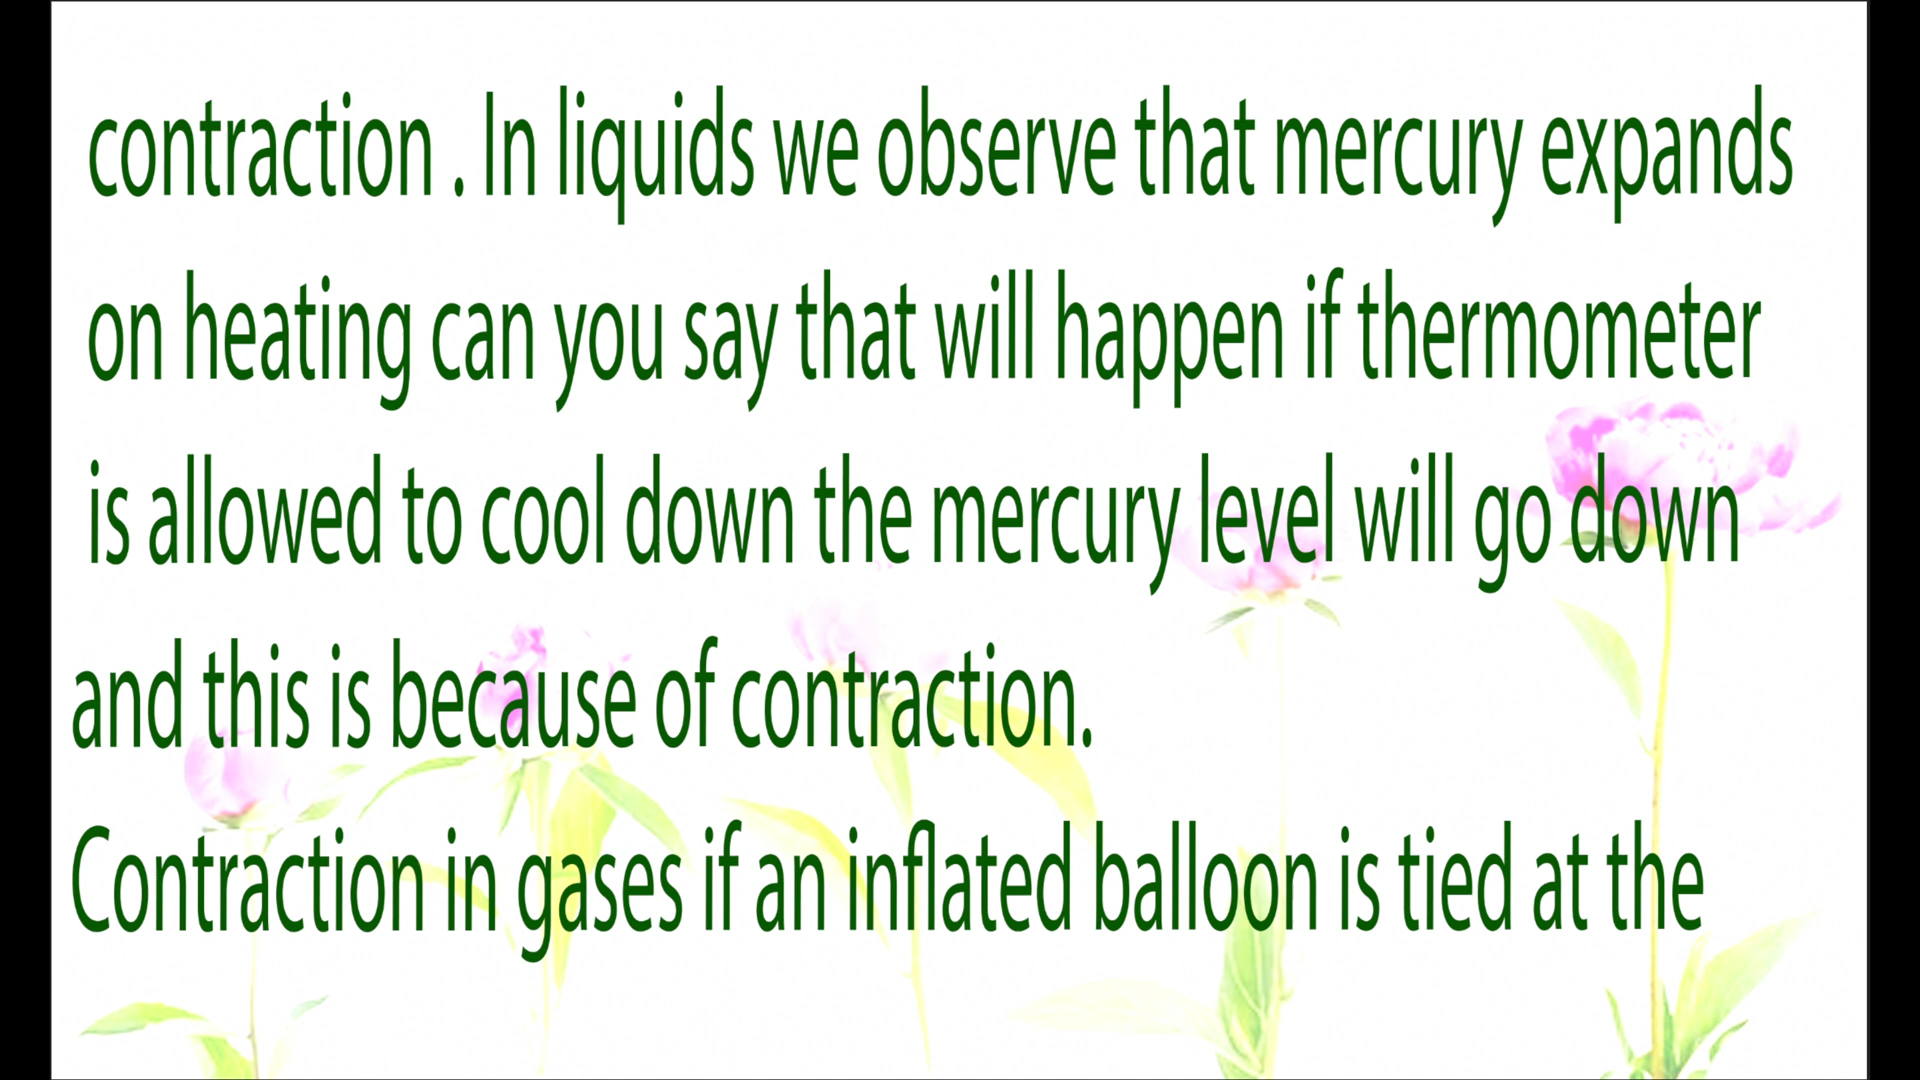 contraction . In liquids we observe that mercury expands
on heating can you say that will happen if thermometer
is allowed to cool down the mercury level will go down
and this is because of contraction.
Contraction in gases if an inflated balloon is tied at the